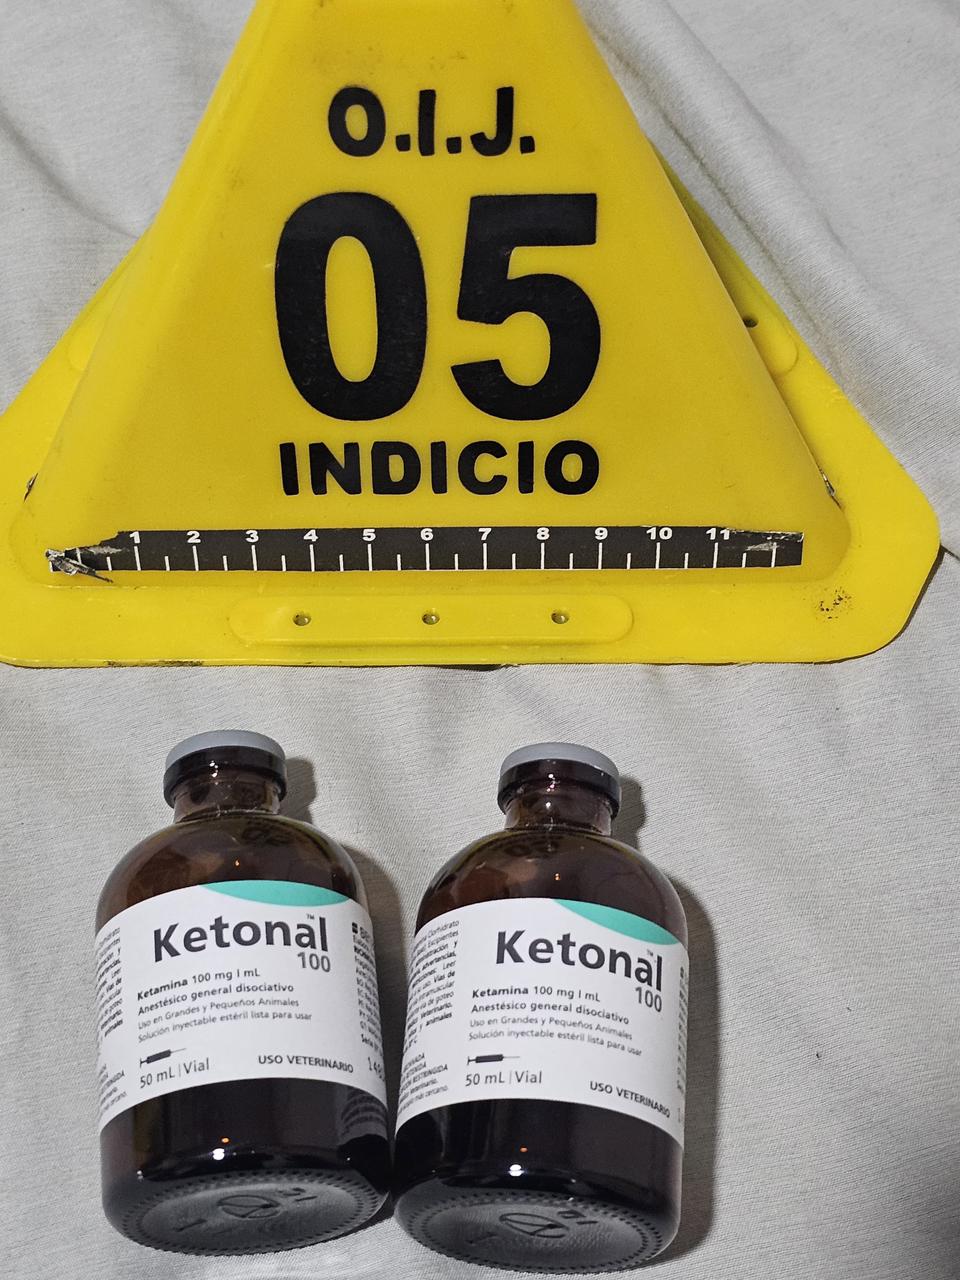 O.I.J.
05
INDICIO
1 2 3 4 5 6 7 8 9 10 11
Ketonal™
100
Ketamina 100 mg / mL
Anestésico general disociativo
Uso en Grandes y Pequeños Animales
Solución inyectable estéril lista para usar
50 mL | Vial
USO VETERINARIO
Ketonal™
100
Ketamina 100 mg / mL
Anestésico general disociativo
Uso en Grandes y Pequeños Animales
Solución inyectable estéril lista para usar
50 mL | Vial
USO VETERINARIO